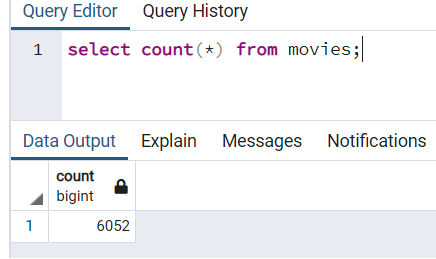 Query Editor Query History
1 select count(*) from movies;
Data Output Explain Messages Notifications
count
bigint
1 6052